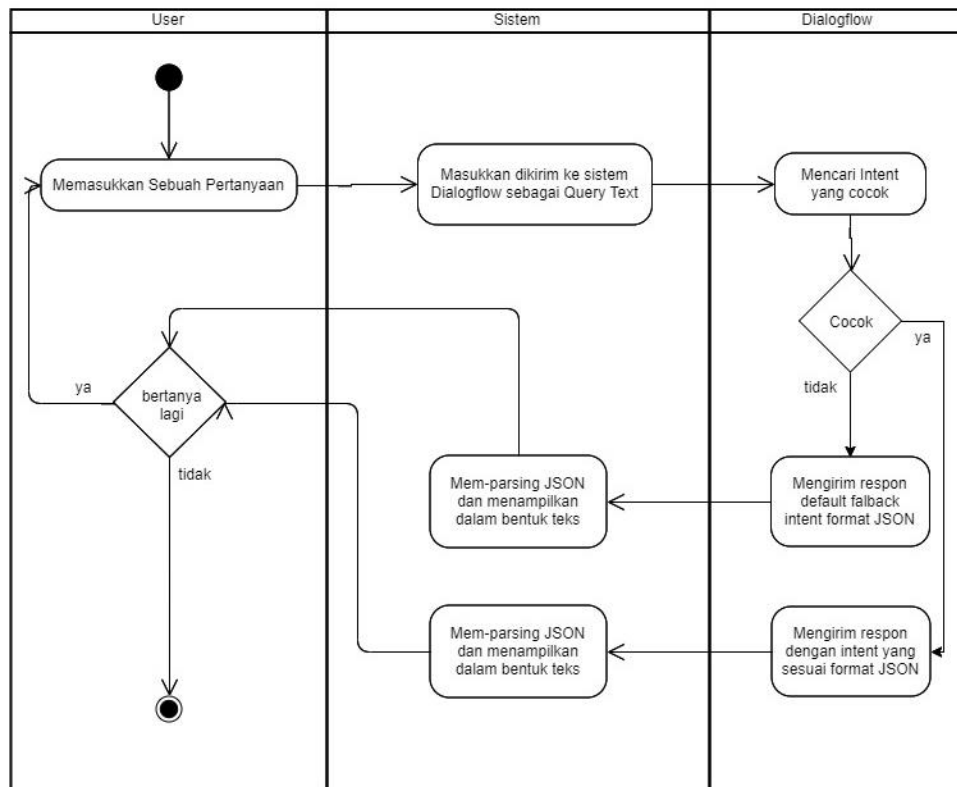 User
Sistem
Dialogflow
Memasukkan Sebuah Pertanyaan
Masukkan dikirim ke sistem
Dialogflow sebagai Query Text
Mencari Intent
yang cocok
Cocok
ya
tidak
ya
bertanya
lagi
tidak
Mem-parsing JSON
dan menampilkan
dalam bentuk teks
Mengirim respon
default falback
intent format JSON
Mem-parsing JSON
dan menampilkan
dalam bentuk teks
Mengirim respon
dengan intent yang
sesuai format JSON